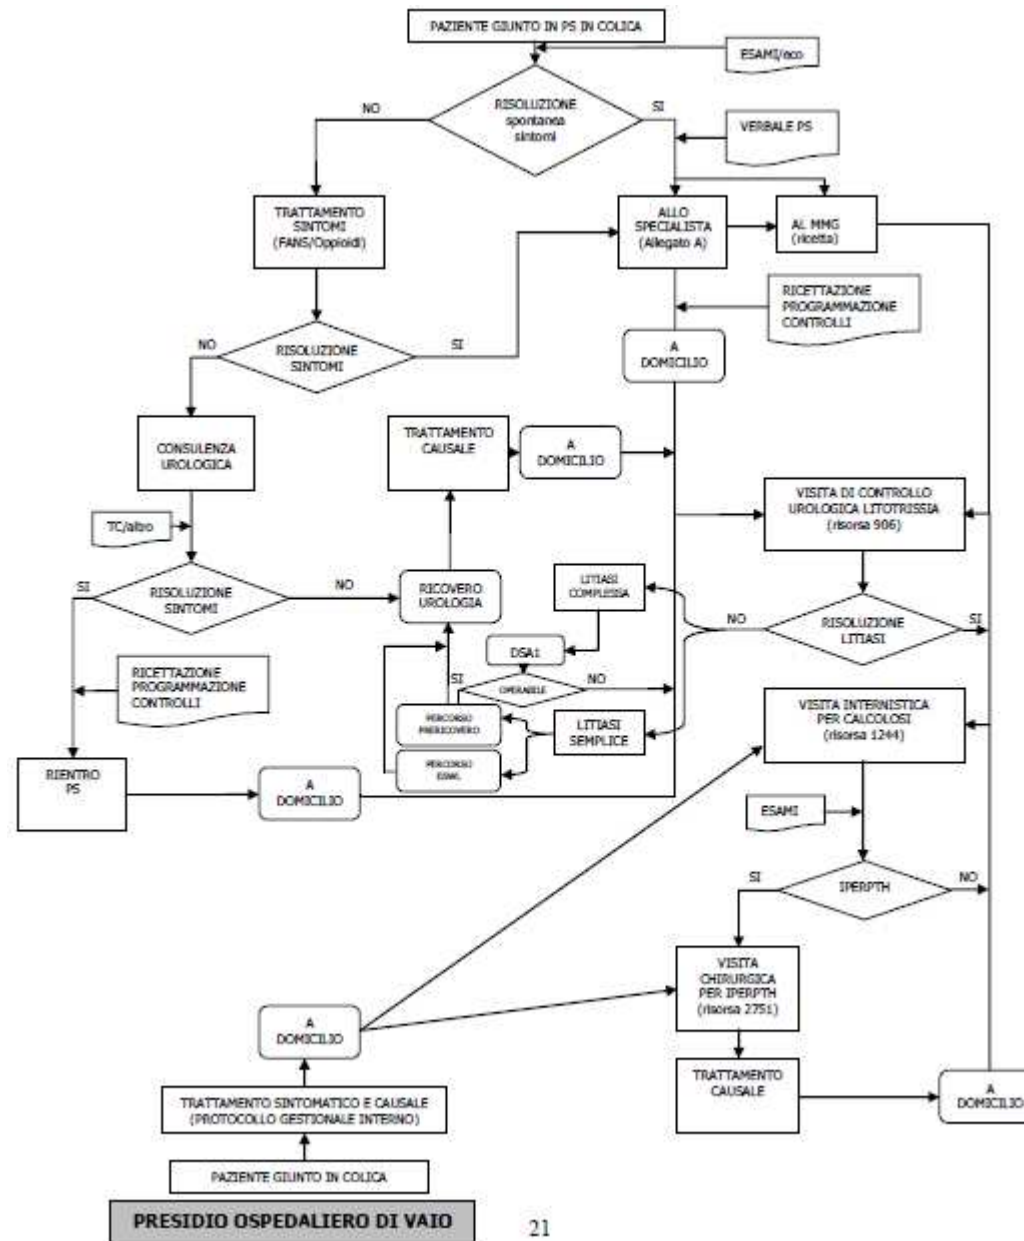 PAZIENTE GIUNTO IN PS IN COLICA
ESAMI/eco
RISOLUZIONE
spontanea
sintomi
NO
SI
VERBALE PS
TRATTAMENTO
SINTOMI
(FANS/Oppioidi)
ALLO
SPECIALISTA
(Allegato A)
AL MMG
(ricetta)
RICETTAZIONE
PROGRAMMAZIONE
CONTROLLI
NO
RISOLUZIONE
SINTOMI
SI
A
DOMICILIO
CONSULENZA
UROLOGICA
TRATTAMENTO
CAUSALE
A
DOMICILIO
VISITA DI CONTROLLO
UROLOGICA LITOTRISSIA
(risorsa 906)
TC/altro
SI
RISOLUZIONE
SINTOMI
NO
RICOVERO
UROLOGIA
LITIASI
COMPLESSA
NO
RISOLUZIONE
LITIASI
SI
DSA1
SI
OPERABILE
NO
RICETTAZIONE
PROGRAMMAZIONE
CONTROLLI
PERCORSO
PRERICOVERO
LITIASI
SEMPLICE
VISITA INTERNISTICA
PER CALCOLOSI
(risorsa 1244)
PERCORSO
ESWL
RIENTRO
PS
A
DOMICILIO
ESAMI
SI
IPERPTH
NO
VISITA
CHIRURGICA
PER IPERPTH
(risorsa 2751)
A
DOMICILIO
TRATTAMENTO
CAUSALE
A
DOMICILIO
TRATTAMENTO SINTOMATICO E CAUSALE
(PROTOCOLLO GESTIONALE INTERNO)
PAZIENTE GIUNTO IN COLICA
PRESIDIO OSPEDALIERO DI VAIO
21